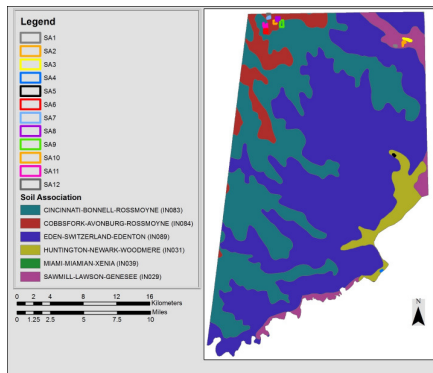 Legend
SA1
SA2
SA3
SA4
SA5
SA6
SA7
SA8
SA9
SA10
SA11
SA12
Soil Association
CINCINNATI-BONNELL-ROSSMOYNE (IN083)
COBBSFORK-AVONBURG-ROSSMOYNE (IN084)
EDEN-SWITZERLAND-EDENTON (IN089)
HUNTINGTON-NEWARK-WOODMERE (IN031)
MIAMI-MIAMIAN-XENIA (IN039)
SAWMILL-LAWSON-GENESEE (IN029)
0 2 4 8 12 16
Kilometers
Miles
0 1.25 2.5 5 7.5 10
N